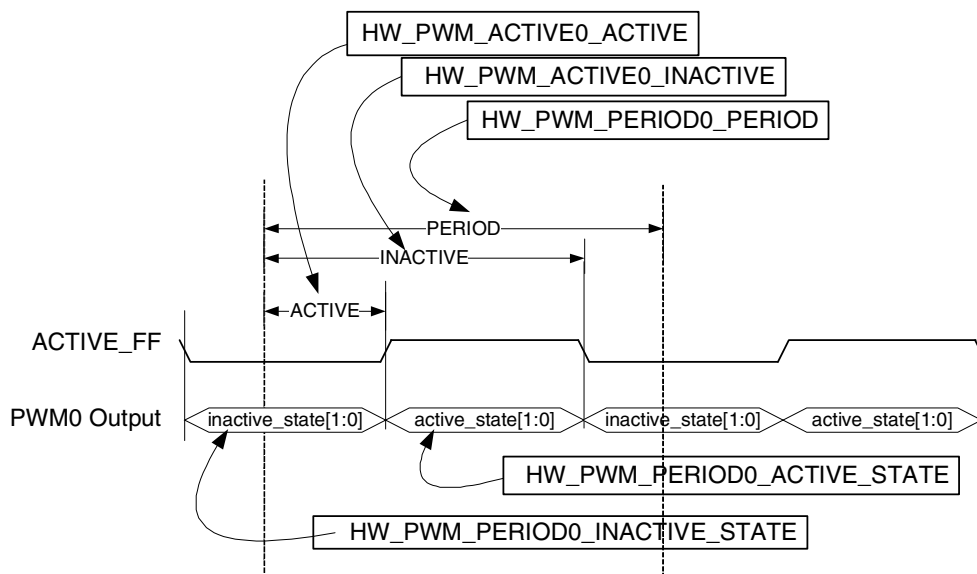 HW_PWM_ACTIVE0_ACTIVE
HW_PWM_ACTIVE0_INACTIVE
HW_PWM_PERIOD0_PERIOD
PERIOD
INACTIVE
ACTIVE
ACTIVE_FF
PWM0 Output
inactive_state[1:0]
active_state[1:0]
inactive_state[1:0]
active_state[1:0]
HW_PWM_PERIOD0_ACTIVE_STATE
HW_PWM_PERIOD0_INACTIVE_STATE